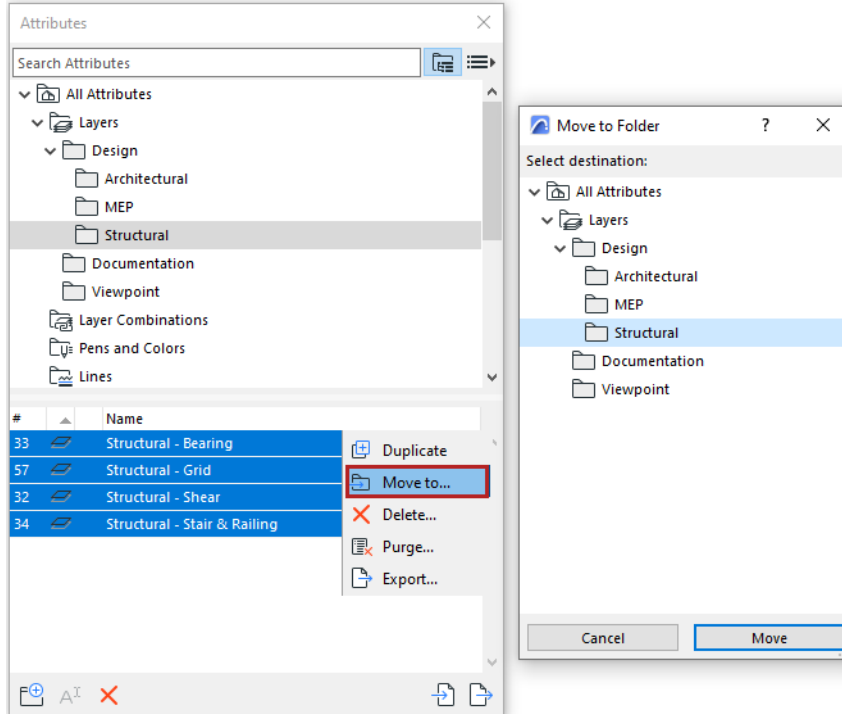 Attributes
Search Attributes
All Attributes
Layers
Design
Architectural
MEP
Structural
Documentation
Viewpoint
Layer Combinations
Pens and Colors
Lines
# Name
33 Structural - Bearing
57 Structural - Grid
32 Structural - Shear
34 Structural - Stair & Railing
Duplicate
Move to...
Delete...
Purge...
Export...
Move to Folder ?
Select destination:
All Attributes
Layers
Design
Architectural
MEP
Structural
Documentation
Viewpoint
Cancel Move